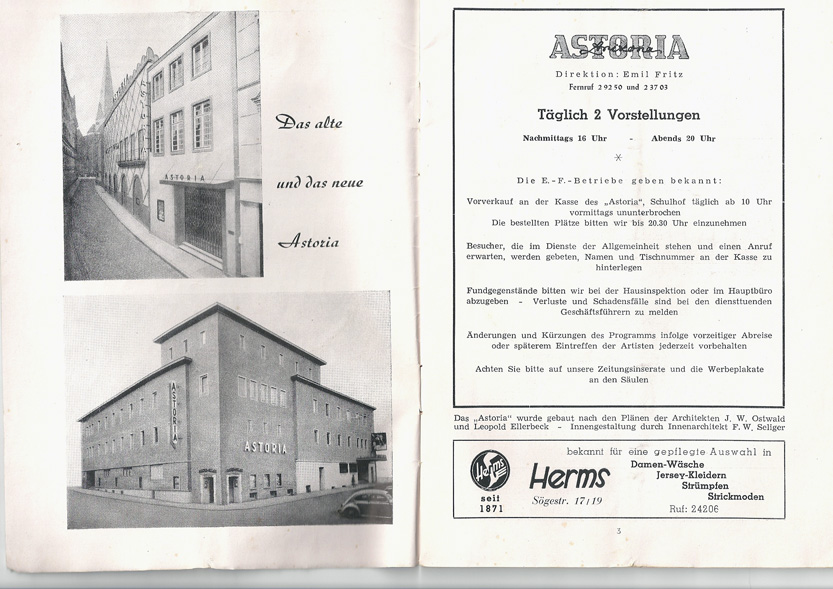 ASTORIA
ASTORIA
Das alte
und das neue
Astoria
ASTORIA
ASTORIA
ASTORIA
Arizona
Direktion: Emil Fritz
Fernruf 2 92 50 und 2 37 03
Täglich 2 Vorstellungen
Nachmittags 16 Uhr - Abends 20 Uhr
*
Die E.-F.-Betriebe geben bekannt:
Vorverkauf an der Kasse des „Astoria", Schulhof täglich ab 10 Uhr
vormittags ununterbrochen
Die bestellten Plätze bitten wir bis 20.30 Uhr einzunehmen
Besucher, die im Dienste der Allgemeinheit stehen und einen Anruf
erwarten, werden gebeten, Namen und Tischnummer an der Kasse zu
hinterlegen
Fundgegenstände bitten wir bei der Hausinspektion oder im Hauptbüro
abzugeben - Verluste und Schadensfälle sind bei den diensttuenden
Geschäftsführern zu melden
Änderungen und Kürzungen des Programms infolge vorzeitiger Abreise
oder späterem Eintreffen der Artisten jederzeit vorbehalten
Achten Sie bitte auf unsere Zeitungsinserate und die Werbeplakate
an den Säulen
Das „Astoria" wurde gebaut nach den Plänen der Architekten J. W. Ostwald
und Leopold Ellerbeck - Innengestaltung durch Innenarchitekt F. W. Seliger
Herms
seit
1871
Herms
Sögestr. 17/19
bekannt für eine gepflegte Auswahl in
Damen-Wäsche
Jersey-Kleidern
Strümpfen
Strickmoden
Ruf: 24206
3